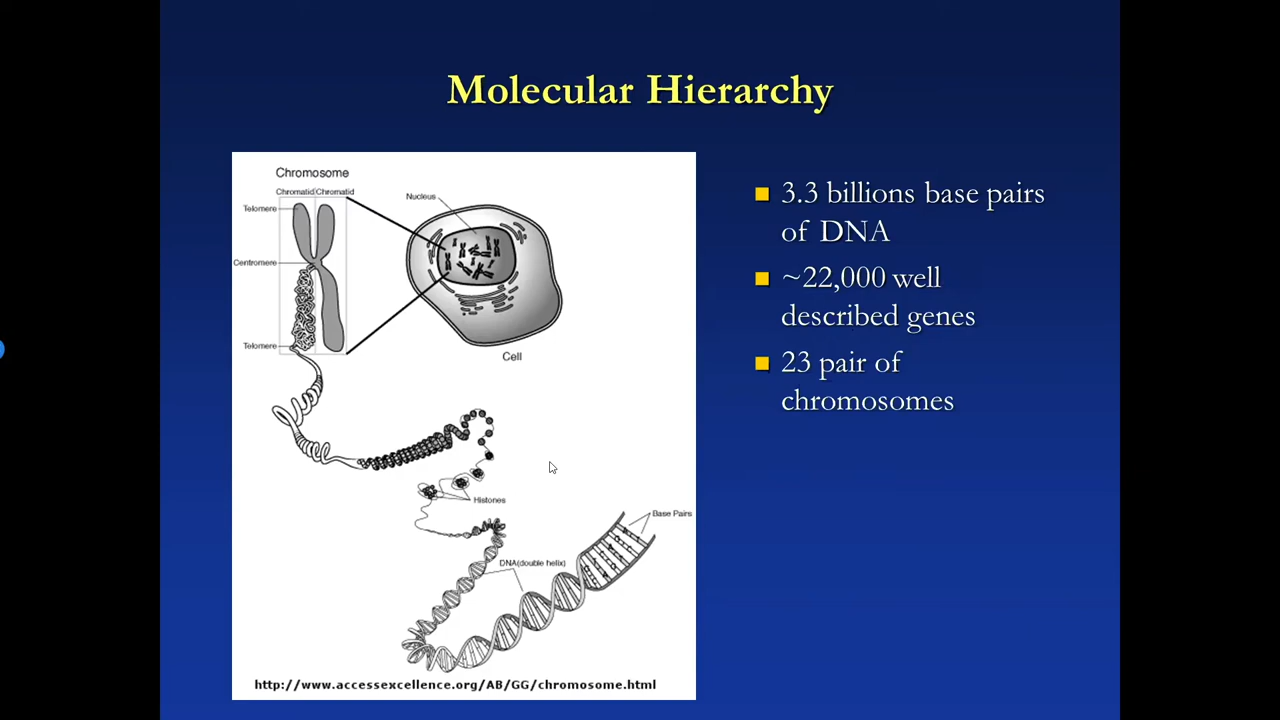 Molecular Hierarchy
Chromosome
Chromatid Chromatid
Telomere
Centromere
Telomere
Nucleus
Cell
Histones
Base Pairs
DNA(double helix)
http://www.accessexcellence.org/AB/GG/chromosome.html
3.3 billions base pairs
of DNA
~22,000 well
described genes
23 pair of
chromosomes